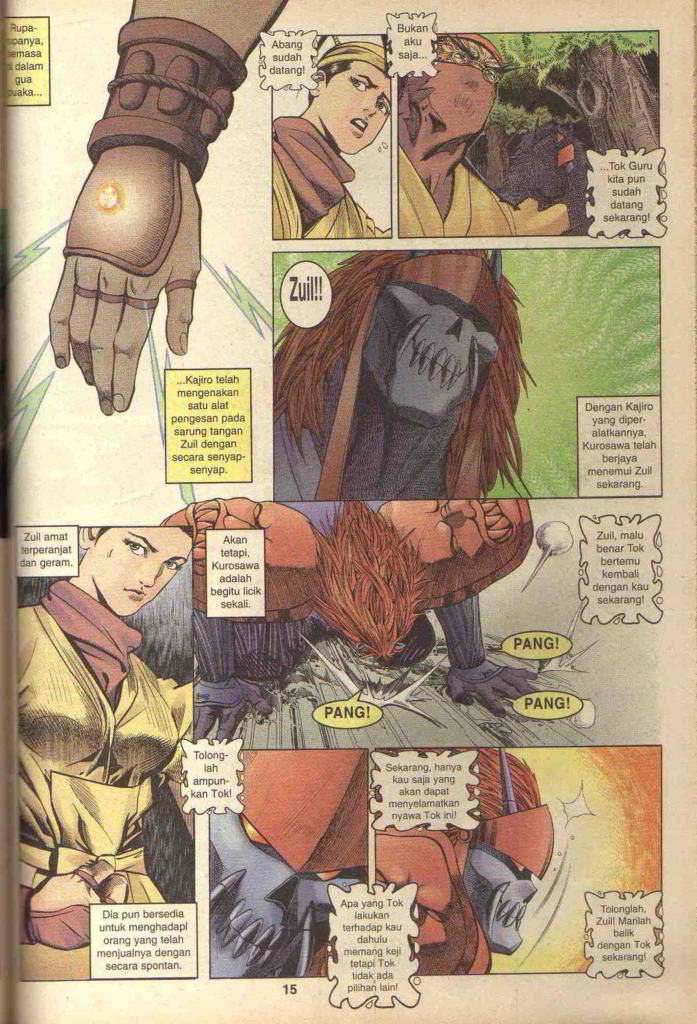 Rupa-
rupanya,
semasa
di dalam
gua
puaka...
Abang
sudah
datang!
Bukan
aku
saja...
...Tok Guru
kita pun
sudah
datang
sekarang!
Zuil!!
...Kajiro telah
mengenakan
satu alat
pengesan pada
sarung tangan
Zuil dengan
secara senyap-
senyap.
Dengan Kajiro
yang diper-
alatkannya,
Kurosawa telah
berjaya
menemui Zuil
sekarang.
Zuil amat
terperanjat
dan geram.
Akan
tetapi,
Kurosawa
adalah
begitu licik
sekali.
Zuil, malu
benar Tok
bertemu
kembali
dengan kau
sekarang!
PANG!
PANG!
PANG!
Tolong-
lah
ampun-
kan Tok!
Sekarang, hanya
kau saja yang
akan dapat
menyelamatkan
nyawa Tok ini!
Dia pun bersedia
untuk menghadapi
orang yang telah
menjualnya dengan
secara spontan.
Apa yang Tok
lakukan
terhadap kau
dahulu
memang keji
tetapi Tok
tidak ada
pilihan lain!
Tolonglah,
Zuil! Marilah
balik
dengan Tok
sekarang!
15